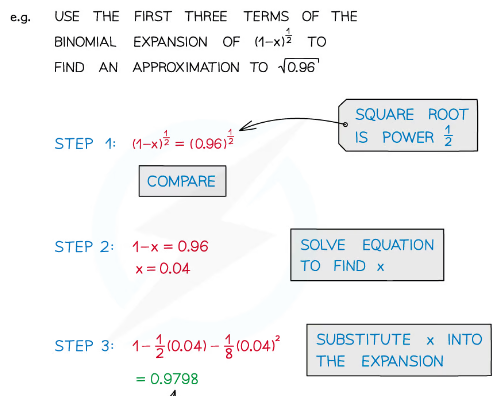 e.g. USE THE FIRST THREE TERMS OF THE
BINOMIAL EXPANSION OF (1-x)^½ TO
FIND AN APPROXIMATION TO √0.96
SQUARE ROOT
IS POWER ½
STEP 1: (1-x)^½ = (0.96)^½
COMPARE
STEP 2: 1-x = 0.96
x = 0.04
SOLVE EQUATION
TO FIND x
STEP 3: 1 - ½(0.04) - ⅛(0.04)²
= 0.9798
SUBSTITUTE x INTO
THE EXPANSION